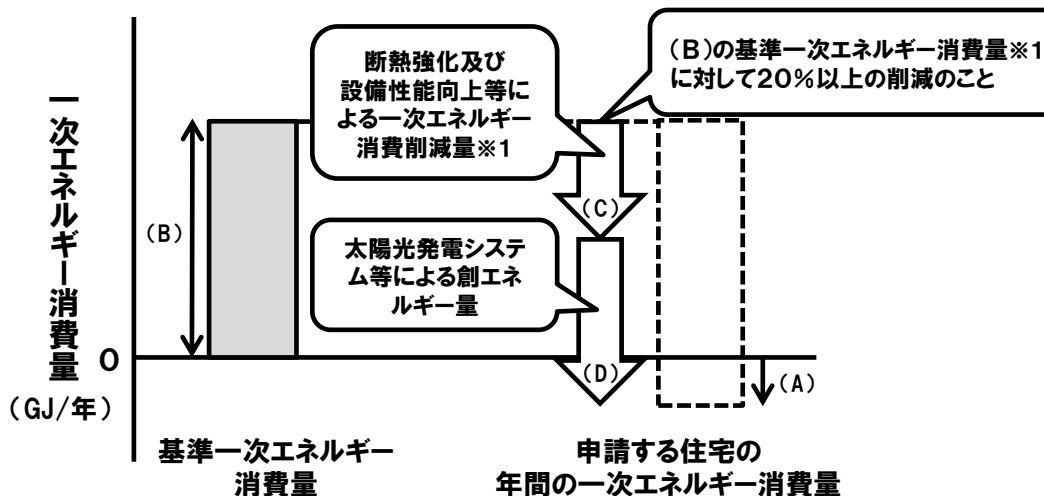 断熱強化及び
設備性能向上等に
よる一次エネルギー
消費削減量※1
(B)の基準一次エネルギー消費量※1
に対して20%以上の削減のこと
一次エネルギー消費量
(GJ/年)
(B)
(C)
太陽光発電システ
ム等による創エネ
ルギー量
0
(D)
(A)
基準一次エネルギー
消費量
申請する住宅の
年間の一次エネルギー消費量